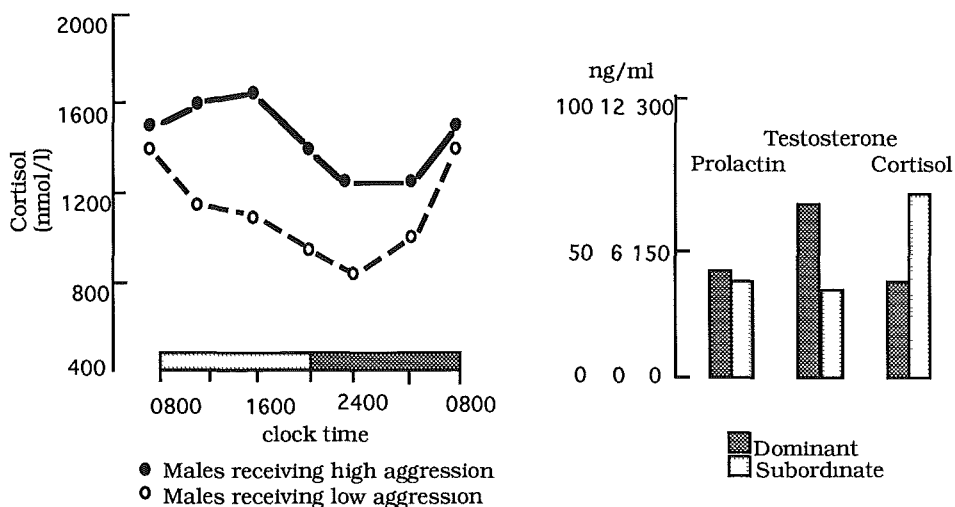 2000
1600
1200
800
400
Cortisol
(nmol/l)
0800 1600 2400 0800
clock time
Males receiving high aggression
Males receiving low aggression
ng/ml
100 12 300
50 6 150
0 0 0
Testosterone
Prolactin Cortisol
Dominant
Subordinate